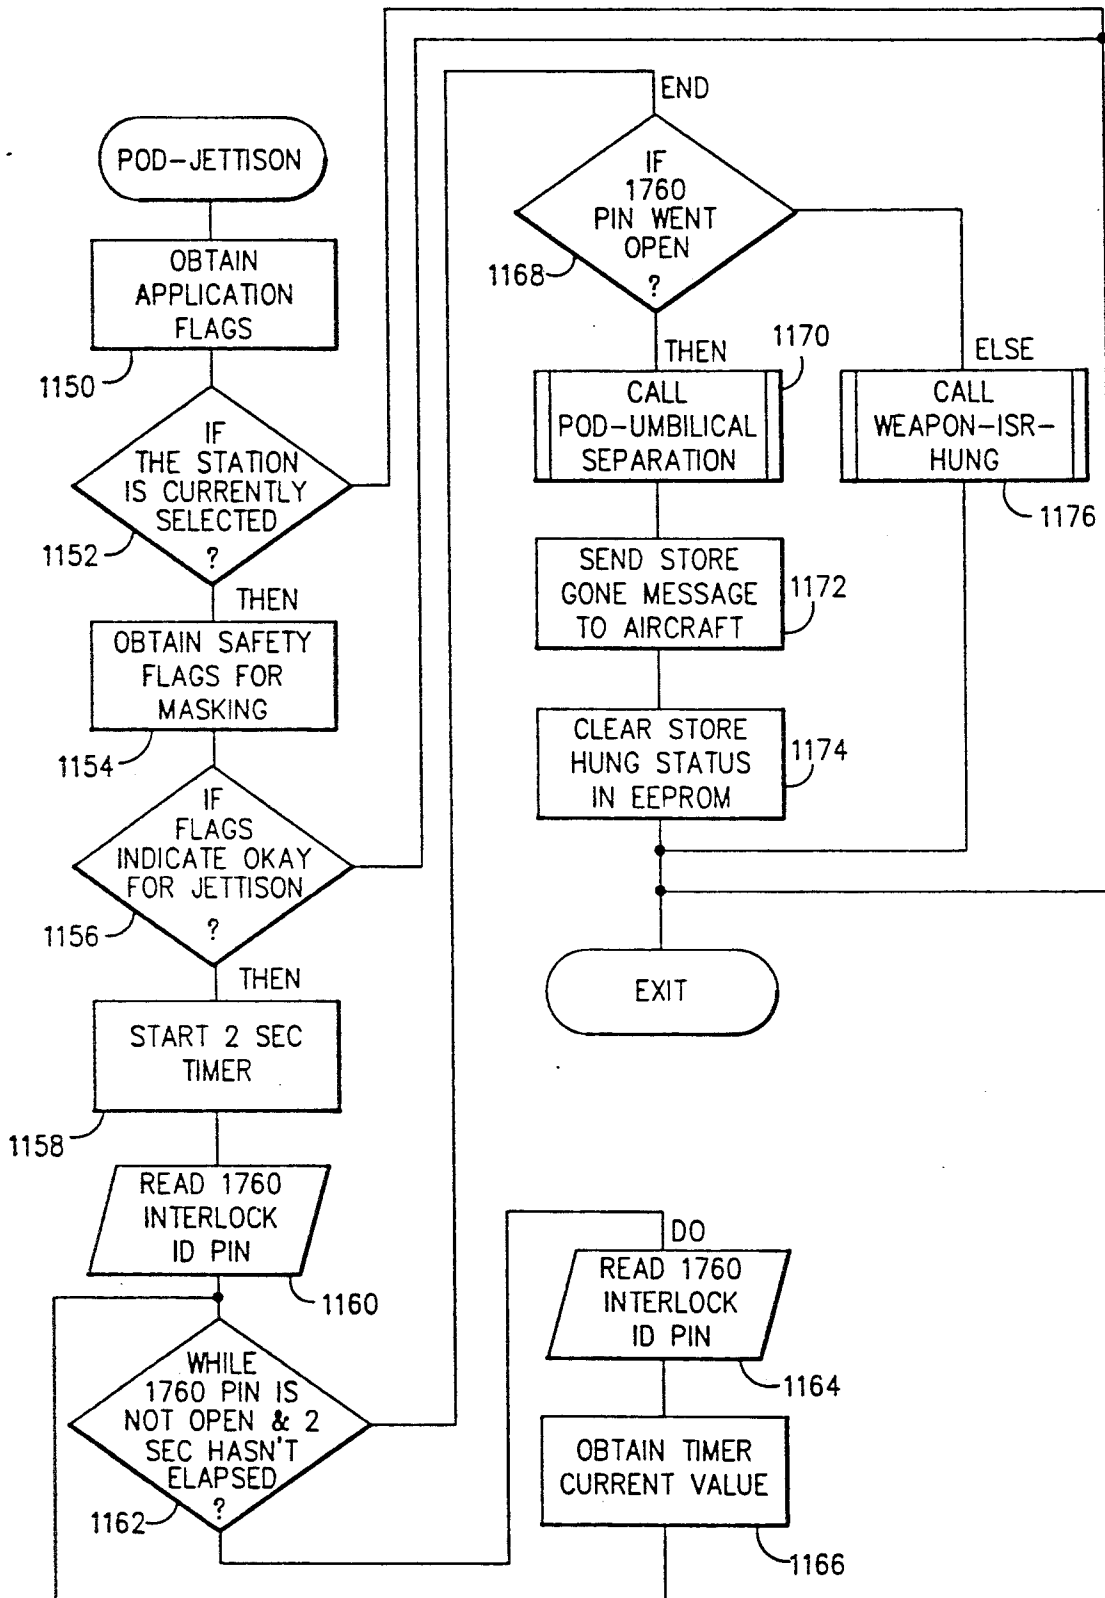 POD-JETTISON
OBTAIN
APPLICATION
FLAGS
1150
IF
THE STATION
IS CURRENTLY
SELECTED
?
1152
THEN
OBTAIN SAFETY
FLAGS FOR
MASKING
1154
IF
FLAGS
INDICATE OKAY
FOR JETTISON
?
1156
THEN
START 2 SEC
TIMER
1158
READ 1760
INTERLOCK
ID PIN
1160
WHILE
1760 PIN IS
NOT OPEN & 2
SEC HASN'T
ELAPSED
?
1162
DO
READ 1760
INTERLOCK
ID PIN
1164
OBTAIN TIMER
CURRENT VALUE
1166
END
IF
1760
PIN WENT
OPEN
?
1168
THEN
1170
CALL
POD-UMBILICAL
SEPARATION
SEND STORE
GONE MESSAGE
TO AIRCRAFT
1172
CLEAR STORE
HUNG STATUS
IN EEPROM
1174
ELSE
CALL
WEAPON-ISR-
HUNG
1176
EXIT